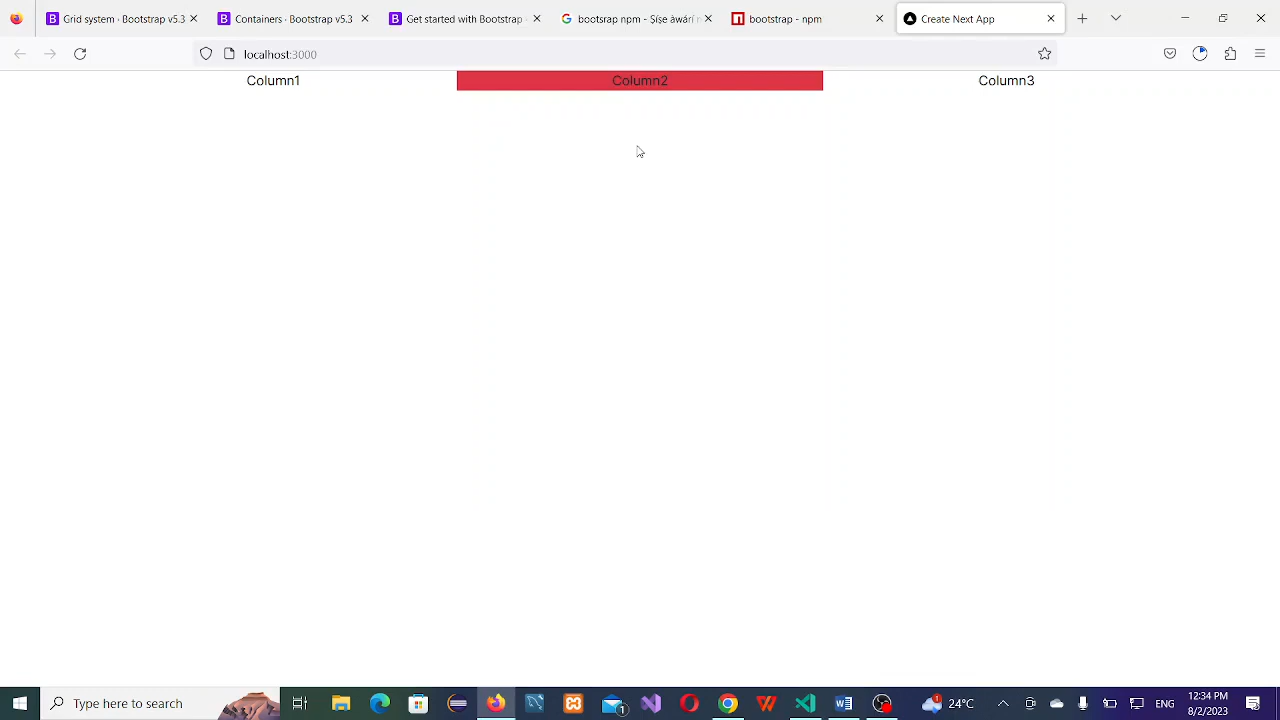 Grid system · Bootstrap v5.3
Containers · Bootstrap v5.3
Get started with Bootstrap
bootsrap npm - Ṣíṣe àwárí
bootstrap - npm
Create Next App
localhost:3000
Column1 Column2 Column3
Type here to search
1
24°C
ENG
12:34 PM
8/2/2023